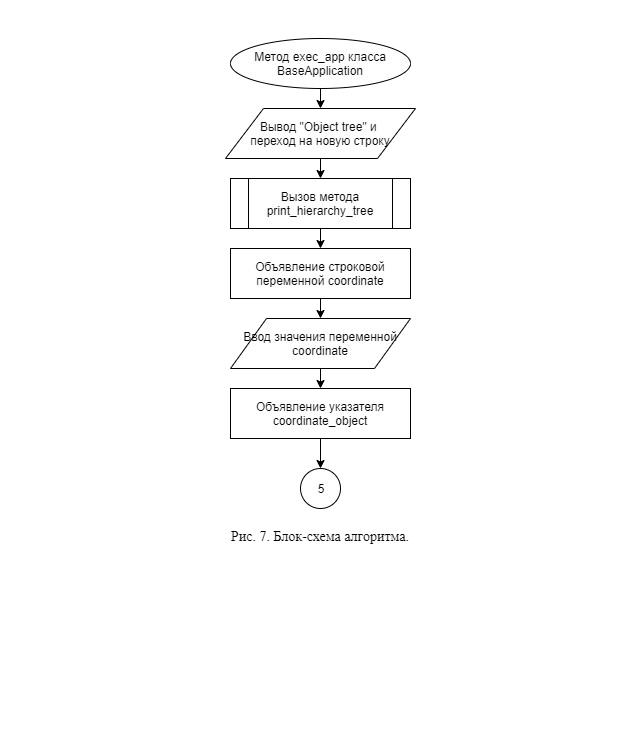 Метод exec_app класса
BaseApplication
Вывод "Object tree" и
переход на новую строку
Вызов метода
print_hierarchy_tree
Объявление строковой
переменной coordinate
Ввод значения переменной
coordinate
Объявление указателя
coordinate_object
5
Рис. 7. Блок-схема алгоритма.